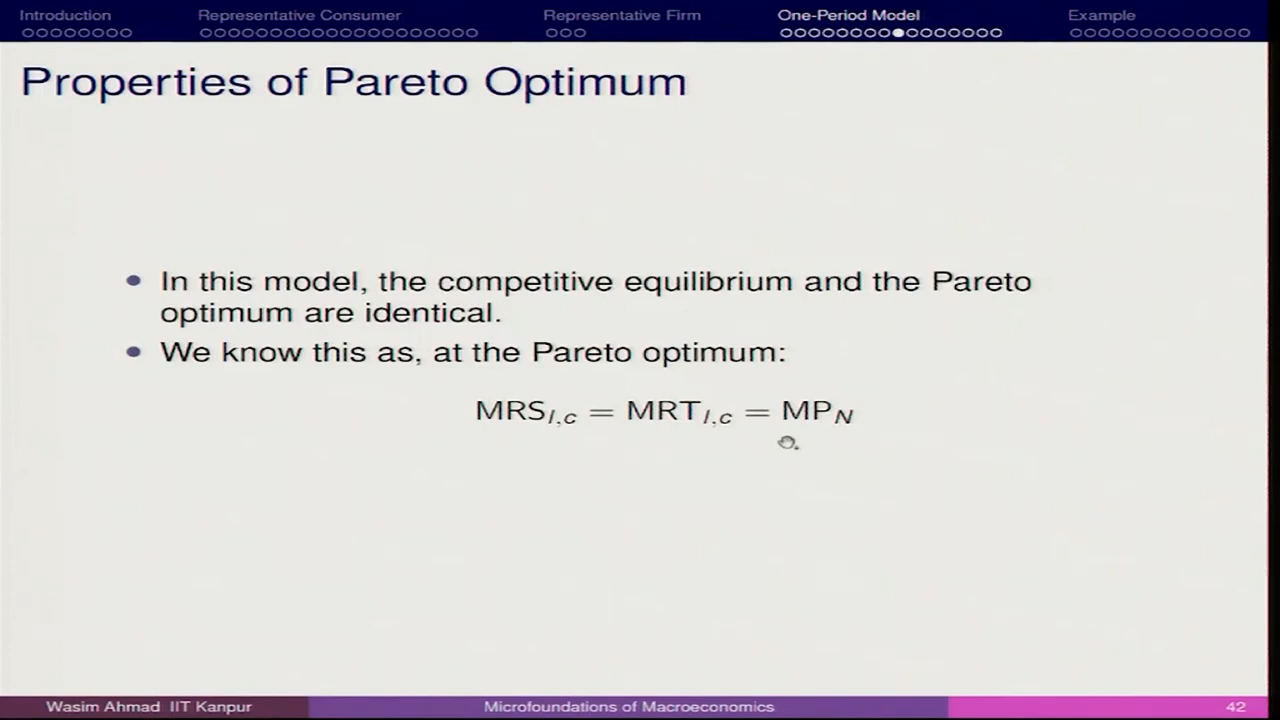 Introduction Representative Consumer Representative Firm One-Period Model Example
Properties of Pareto Optimum
In this model, the competitive equilibrium and the Pareto
optimum are identical.
We know this as, at the Pareto optimum:
MRS_{l,c} = MRT_{l,c} = MP_N
Wasim Ahmad IIT Kanpur Microfoundations of Macroeconomics 42